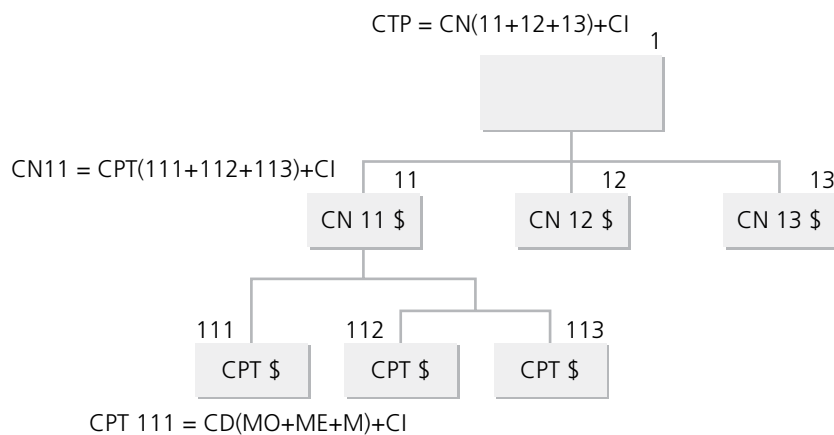 CTP = CN(11+12+13)+CI
1
CN11 = CPT(111+112+113)+CI
11
12
13
CN 11 $
CN 12 $
CN 13 $
111
112
113
CPT $
CPT $
CPT $
CPT 111 = CD(MO+ME+M)+CI